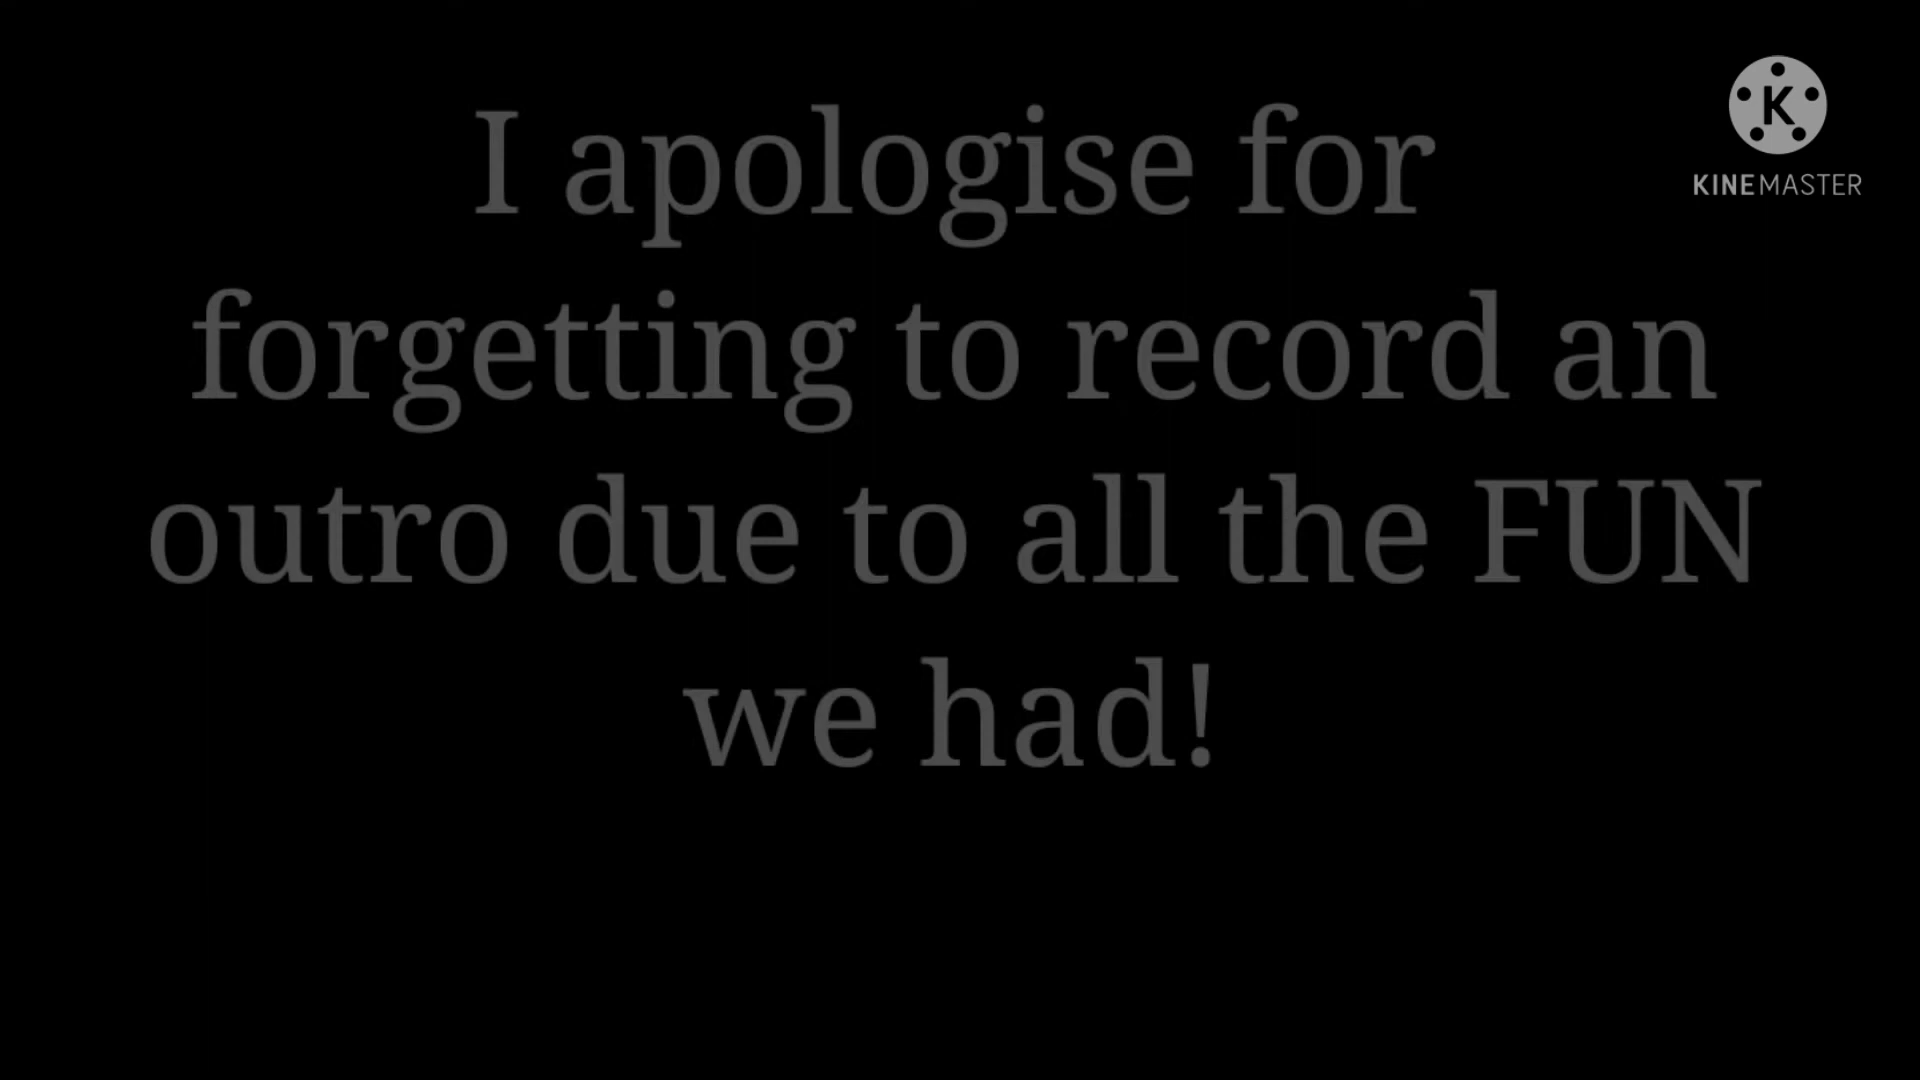 I apologise for
forgetting to record an
outro due to all the FUN
we had!
K
KINEMASTER